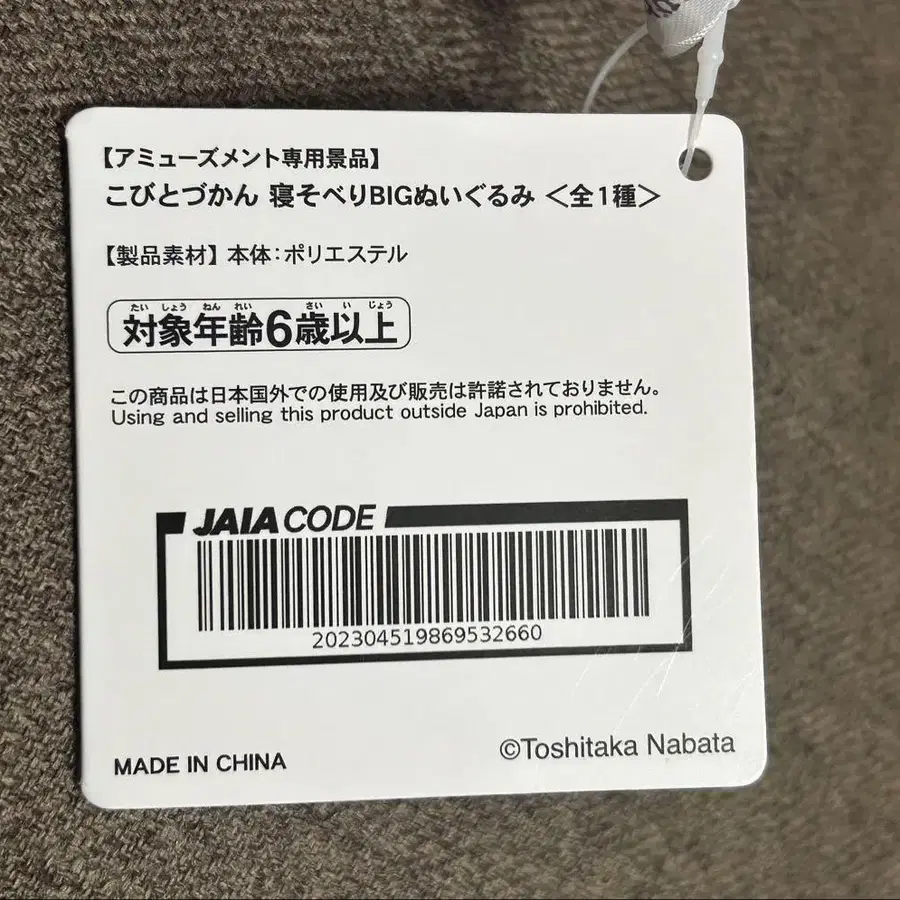 【アミューズメント専用景品】
こびとづかん 寝そべりBIGぬいぐるみ ＜全1種＞
【製品素材】本体：ポリエステル
たい しょう ねん れい さい い じょう
対象年齢6歳以上
この商品は日本国外での使用及び販売は許諾されておりません。
Using and selling this product outside Japan is prohibited.
JAIA CODE
202304519869532660
MADE IN CHINA
©Toshitaka Nabata